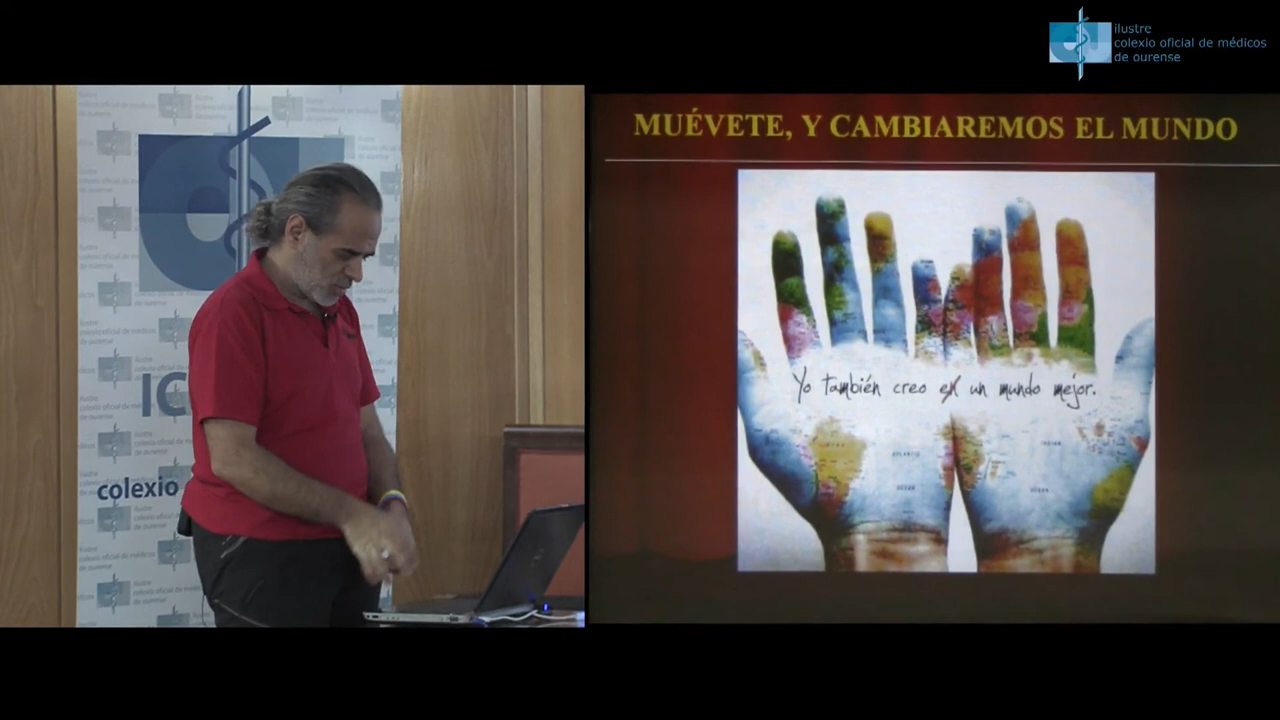 ilustre
colexio oficial de médicos
de ourense
MUÉVETE, Y CAMBIAREMOS EL MUNDO
Yo también creo en un mundo mejor.
IC
colexio